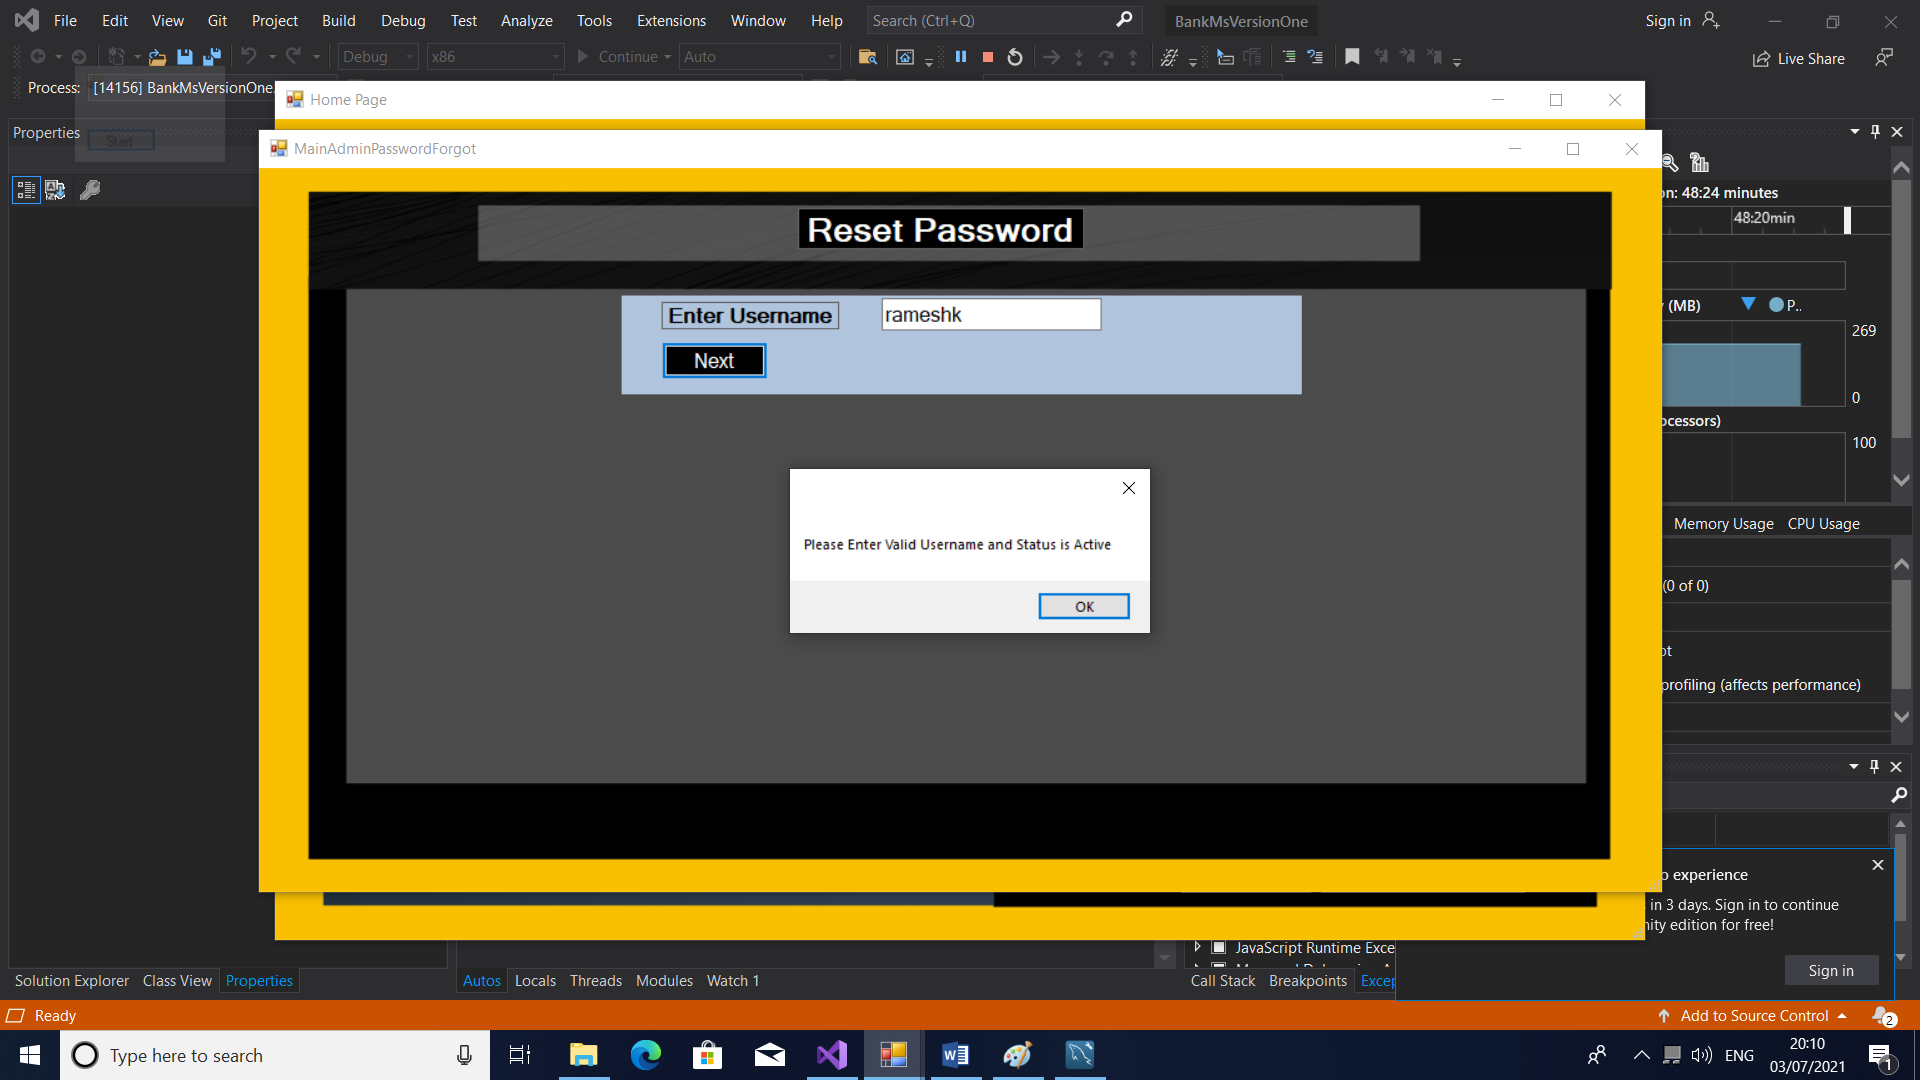 File Edit View Git Project Build Debug Test Analyze Tools Extensions Window Help Search (Ctrl+Q) BankMsVersionOne Sign in
Debug x86 Continue Auto Live Share
Process: [14156] BankMsVersionOne.
Home Page
Properties
Start
MainAdminPasswordForgot
on: 48:24 minutes
48:20min
Reset Password
(MB) P..
Enter Username rameshk
269
Next
0
ocessors)
100
Memory Usage CPU Usage
Please Enter Valid Username and Status is Active
(0 of 0)
OK
ot
profiling (affects performance)
o experience
in 3 days. Sign in to continue
nity edition for free!
JavaScript Runtime Exce
Sign in
Solution Explorer Class View Properties Autos Locals Threads Modules Watch 1 Call Stack Breakpoints Excep
Ready Add to Source Control 2
Type here to search ENG 20:10
03/07/2021 1